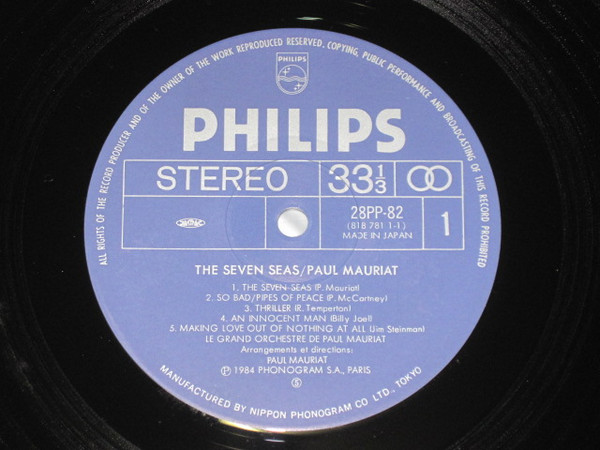 ALL RIGHTS OF THE RECORD PRODUCER AND OF THE OWNER OF THE WORK REPRODUCED RESERVED. COPYING, PUBLIC PERFORMANCE AND BROADCASTING OF THIS RECORD PROHIBITED
PHILIPS
PHILIPS
STEREO 33 1/3
28PP-82
(818 781 1-1)
MADE IN JAPAN
1
THE SEVEN SEAS/PAUL MAURIAT
1. THE SEVEN SEAS (P. Mauriat)
2. SO BAD/PIPES OF PEACE (P. McCartney)
3. THRILLER (R. Temperton)
4. AN INNOCENT MAN (Billy Joel)
5. MAKING LOVE OUT OF NOTHING AT ALL (Jim Steinman)
LE GRAND ORCHESTRE DE PAUL MAURIAT
Arrangements et directions:
PAUL MAURIAT
Ⓟ 1984 PHONOGRAM S.A., PARIS
Ⓢ
MANUFACTURED BY NIPPON PHONOGRAM CO LTD., TOKYO